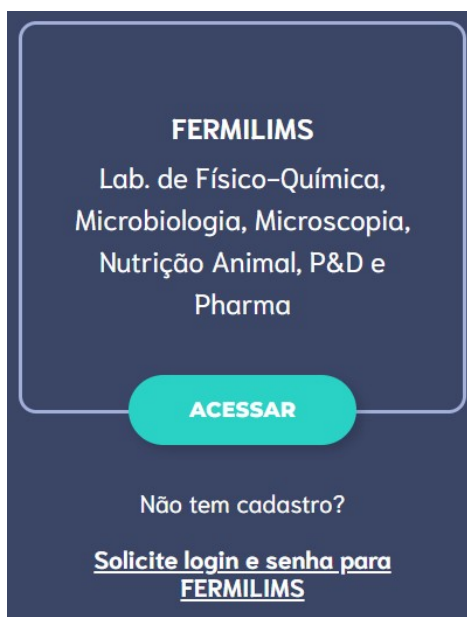 FERMILIMS
Lab. de Físico-Química,
Microbiologia, Microscopia,
Nutrição Animal, P&D e
Pharma
ACESSAR
Não tem cadastro?
Solicite login e senha para
FERMILIMS